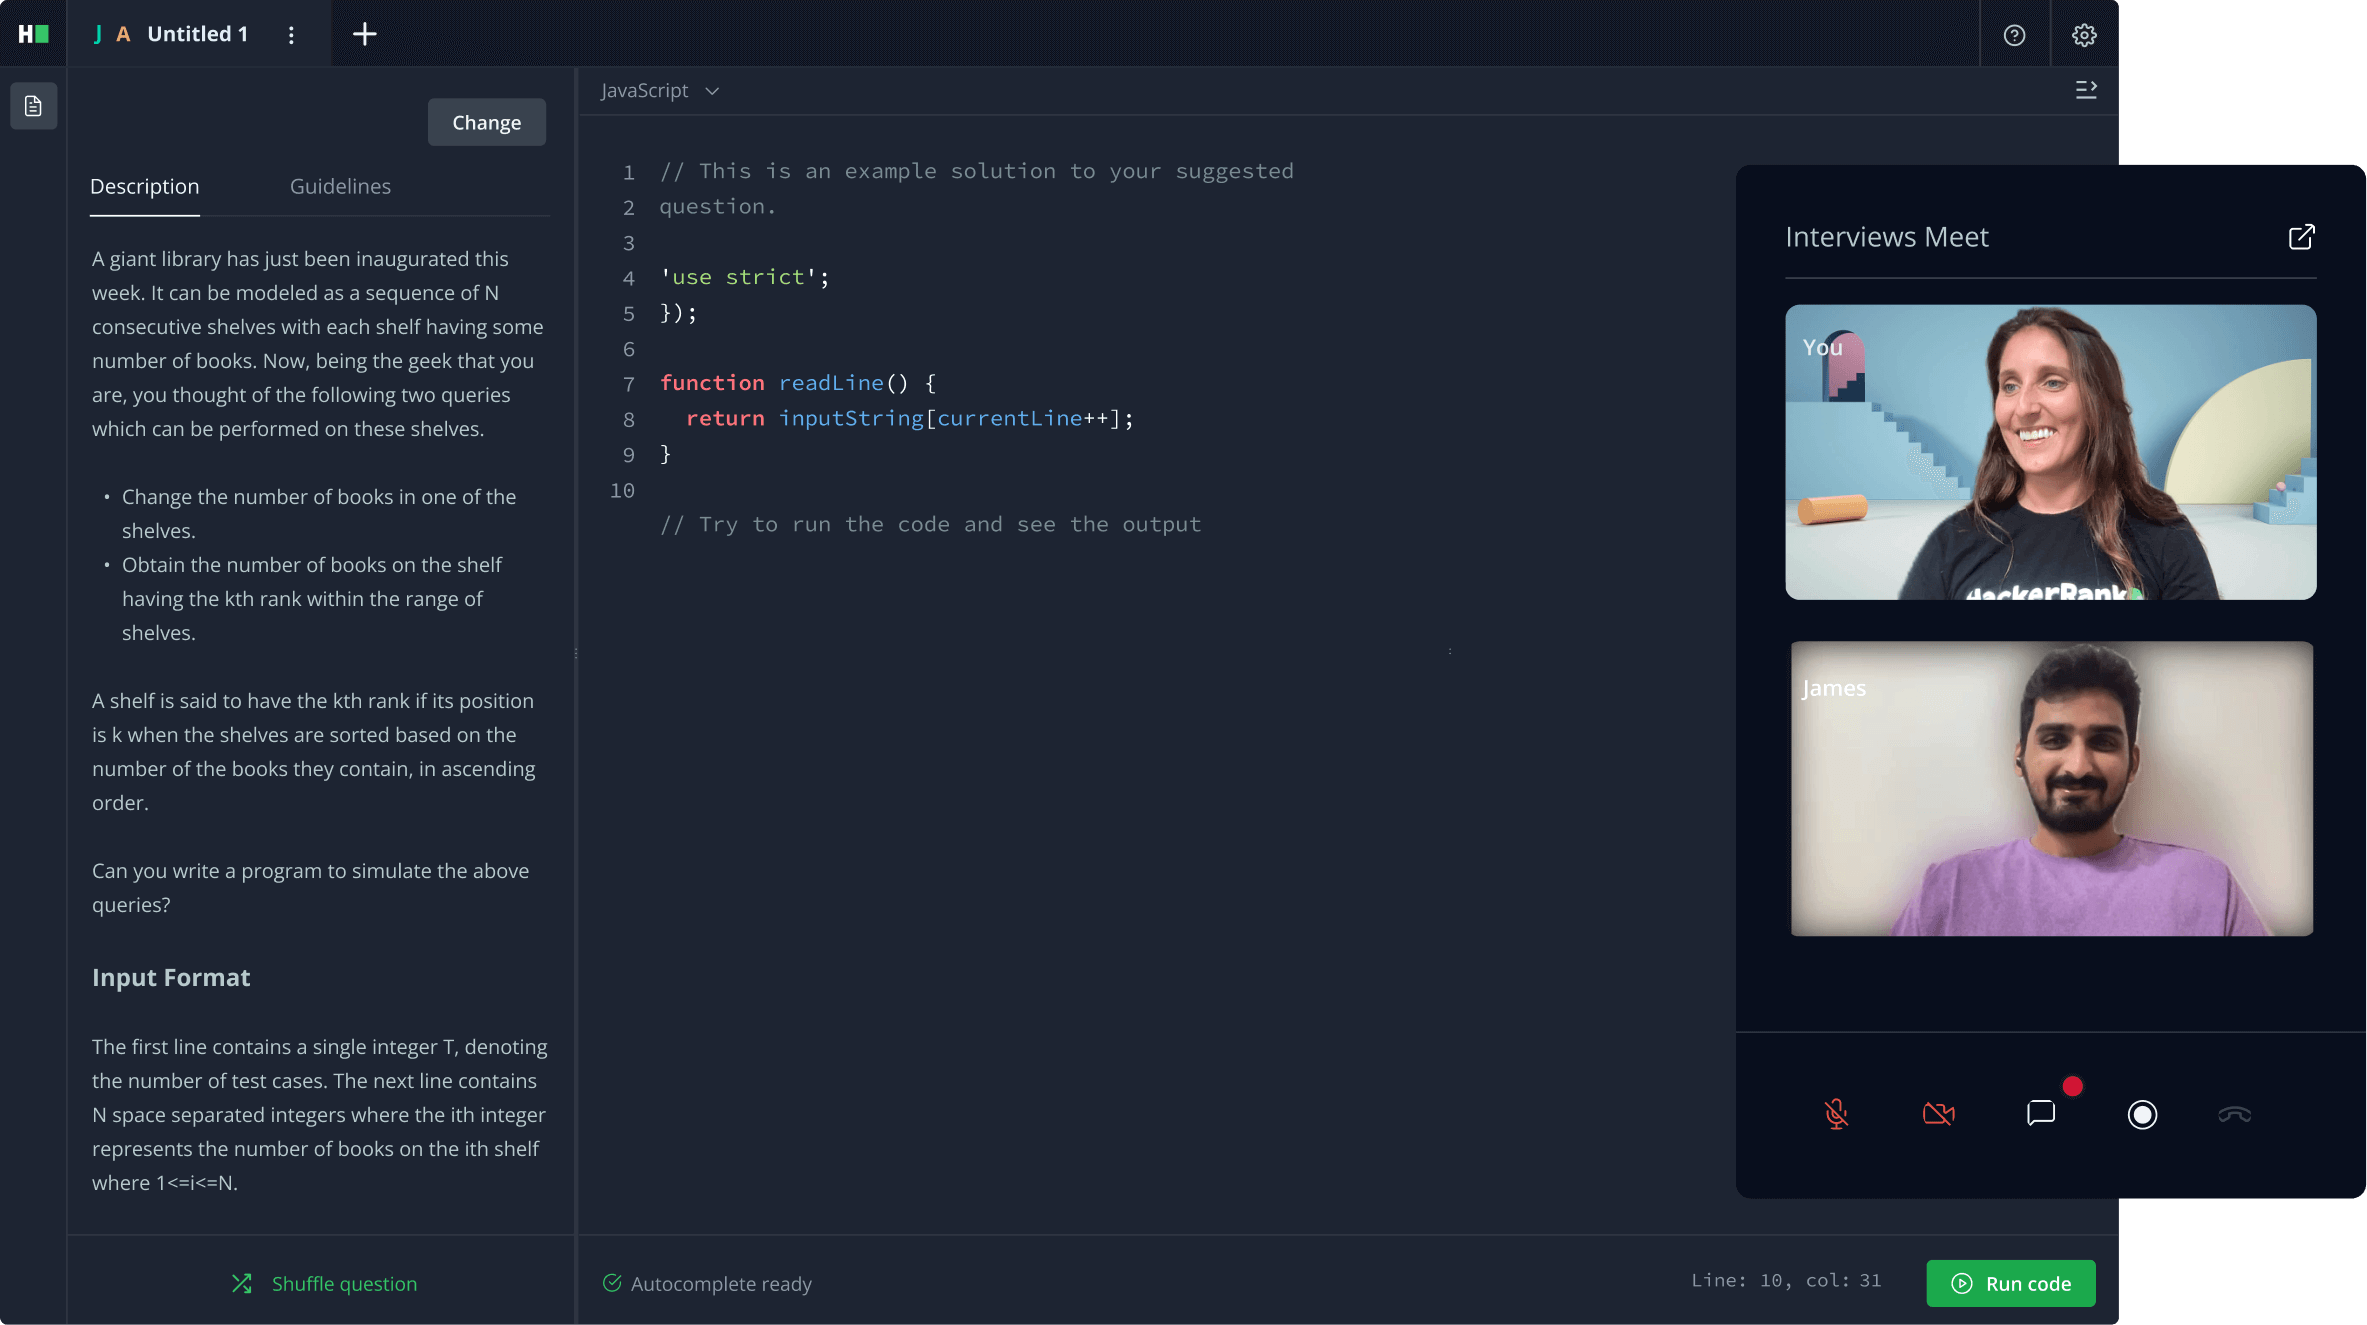 H
J A Untitled 1
Change
Description Guidelines
A giant library has just been inaugurated this
week. It can be modeled as a sequence of N
consecutive shelves with each shelf having some
number of books. Now, being the geek that you
are, you thought of the following two queries
which can be performed on these shelves.
• Change the number of books in one of the
shelves.
• Obtain the number of books on the shelf
having the kth rank within the range of
shelves.
A shelf is said to have the kth rank if its position
is k when the shelves are sorted based on the
number of the books they contain, in ascending
order.
Can you write a program to simulate the above
queries?
Input Format
The first line contains a single integer T, denoting
the number of test cases. The next line contains
N space separated integers where the ith integer
represents the number of books on the ith shelf
where 1<=i<=N.
Shuffle question
JavaScript
1 // This is an example solution to your suggested
2 question.
3
4 'use strict';
5 });
6
7 function readLine() {
8 return inputString[currentLine++];
9 }
10
// Try to run the code and see the output
Autocomplete ready
Line: 10, col: 31
Run code
Interviews Meet
You
HackerRank
James